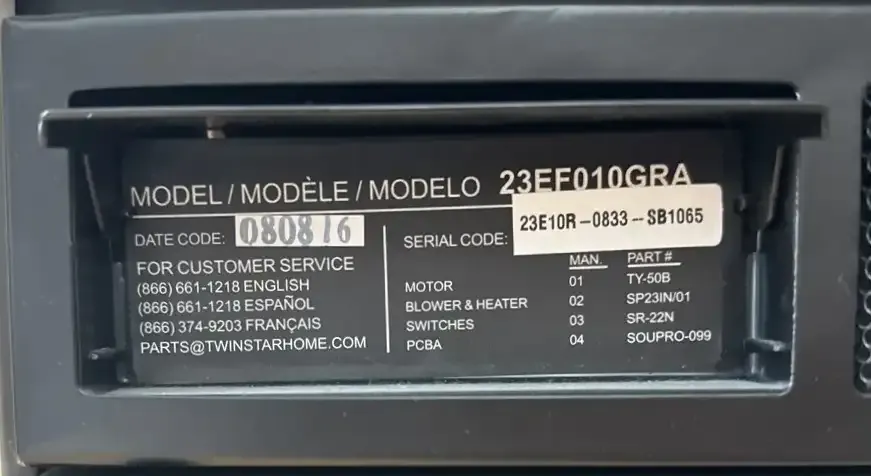 MODEL / MODÈLE / MODELO 23EF010GRA
DATE CODE: 080816
SERIAL CODE: 23E10R-0833-SB1065
FOR CUSTOMER SERVICE
(866) 661-1218 ENGLISH
(866) 661-1218 ESPAÑOL
(866) 374-9203 FRANÇAIS
PARTS@TWINSTARHOME.COM
MAN. PART #
MOTOR 01 TY-50B
BLOWER & HEATER 02 SP23IN/01
SWITCHES 03 SR-22N
PCBA 04 SOUPRO-099